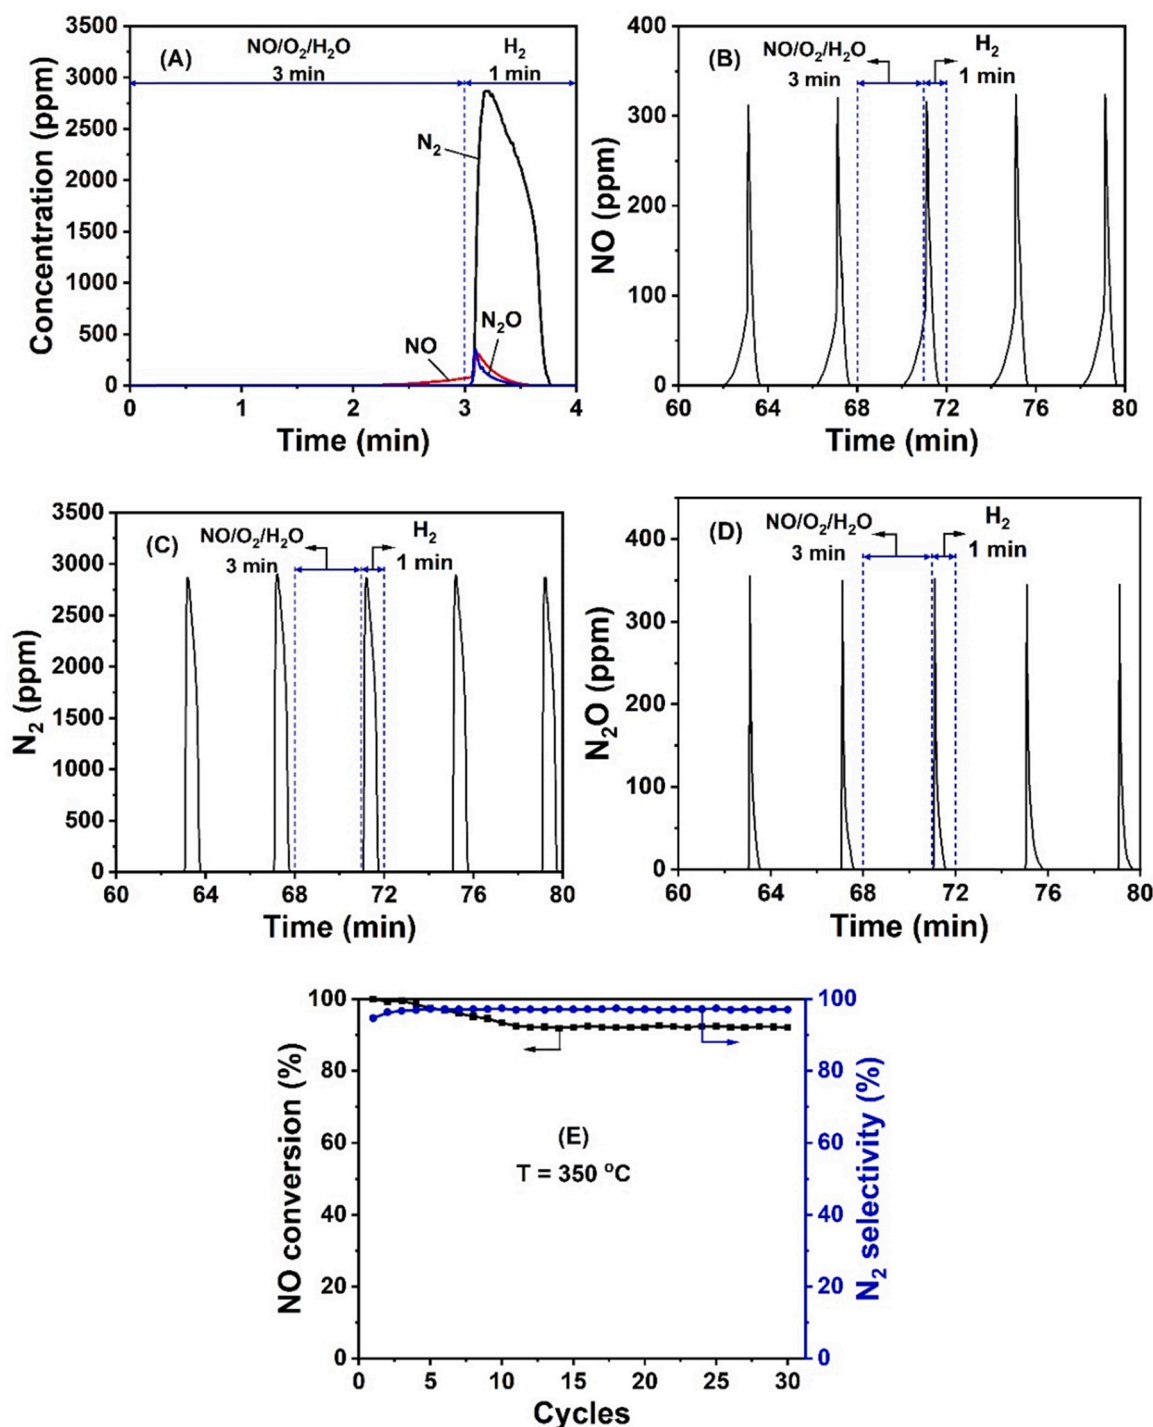 (A)
NO/O₂/H₂O
3 min
H₂
1 min
N₂
N₂O
NO
Concentration (ppm)
3500
3000
2500
2000
1500
1000
500
0
0 1 2 3 4
Time (min)
(B)
NO/O₂/H₂O
3 min
H₂
1 min
NO (ppm)
400
300
200
100
0
60 64 68 72 76 80
Time (min)
(C)
NO/O₂/H₂O
3 min
H₂
1 min
N₂ (ppm)
3500
3000
2500
2000
1500
1000
500
0
60 64 68 72 76 80
Time (min)
(D)
NO/O₂/H₂O
3 min
H₂
1 min
N₂O (ppm)
400
300
200
100
0
60 64 68 72 76 80
Time (min)
(E)
T = 350 °C
NO conversion (%)
100
80
60
40
20
0
N₂ selectivity (%)
100
80
60
40
20
0
0 5 10 15 20 25 30
Cycles